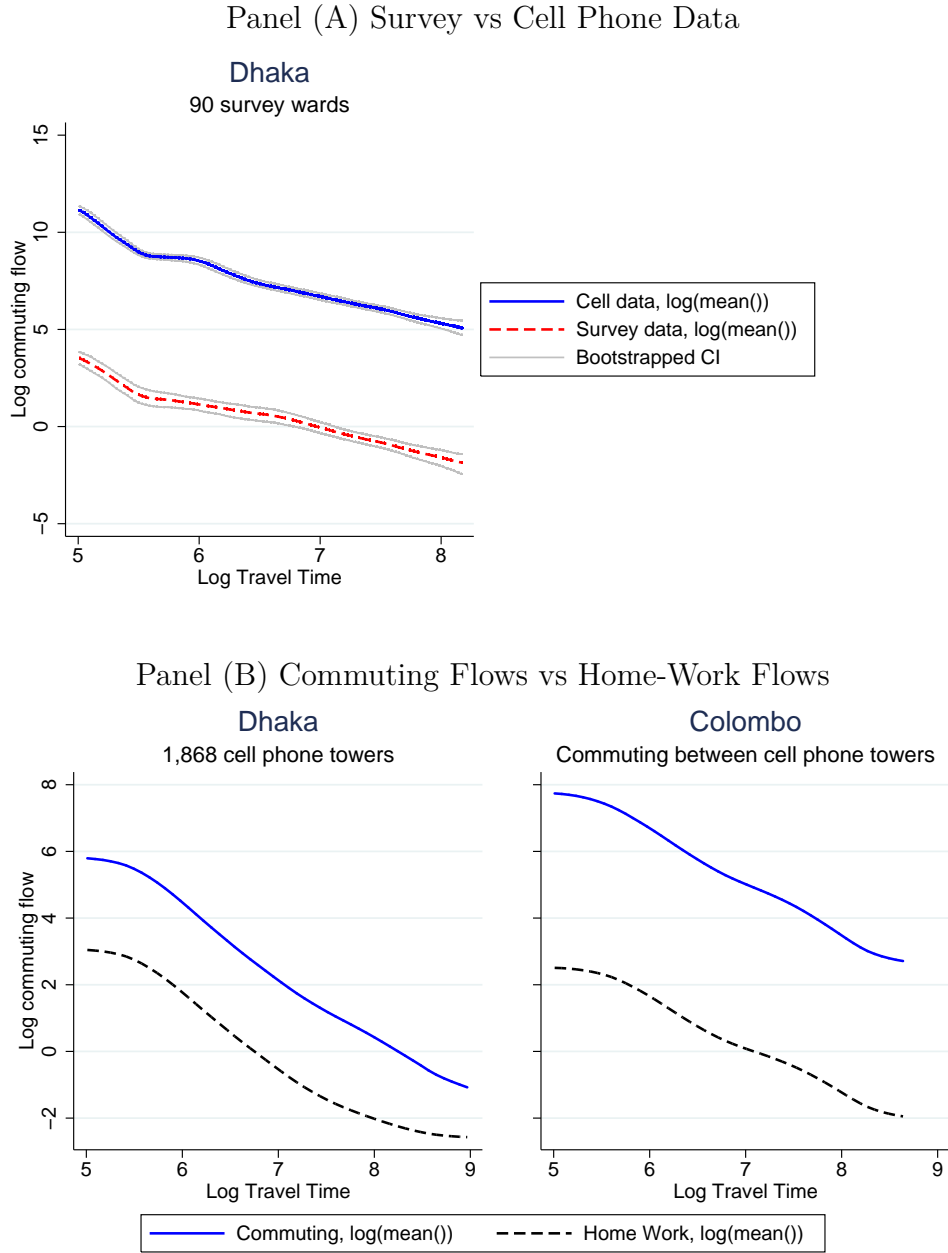 Panel (A) Survey vs Cell Phone Data
Dhaka
90 survey wards
Log commuting flow
15
10
5
0
−5
5 6 7 8
Log Travel Time
Cell data, log(mean())
Survey data, log(mean())
Bootstrapped CI
Panel (B) Commuting Flows vs Home-Work Flows
Dhaka
1,868 cell phone towers
Log commuting flow
8
6
4
2
0
−2
5 6 7 8 9
Log Travel Time
Colombo
Commuting between cell phone towers
5 6 7 8 9
Log Travel Time
Commuting, log(mean())
Home Work, log(mean())